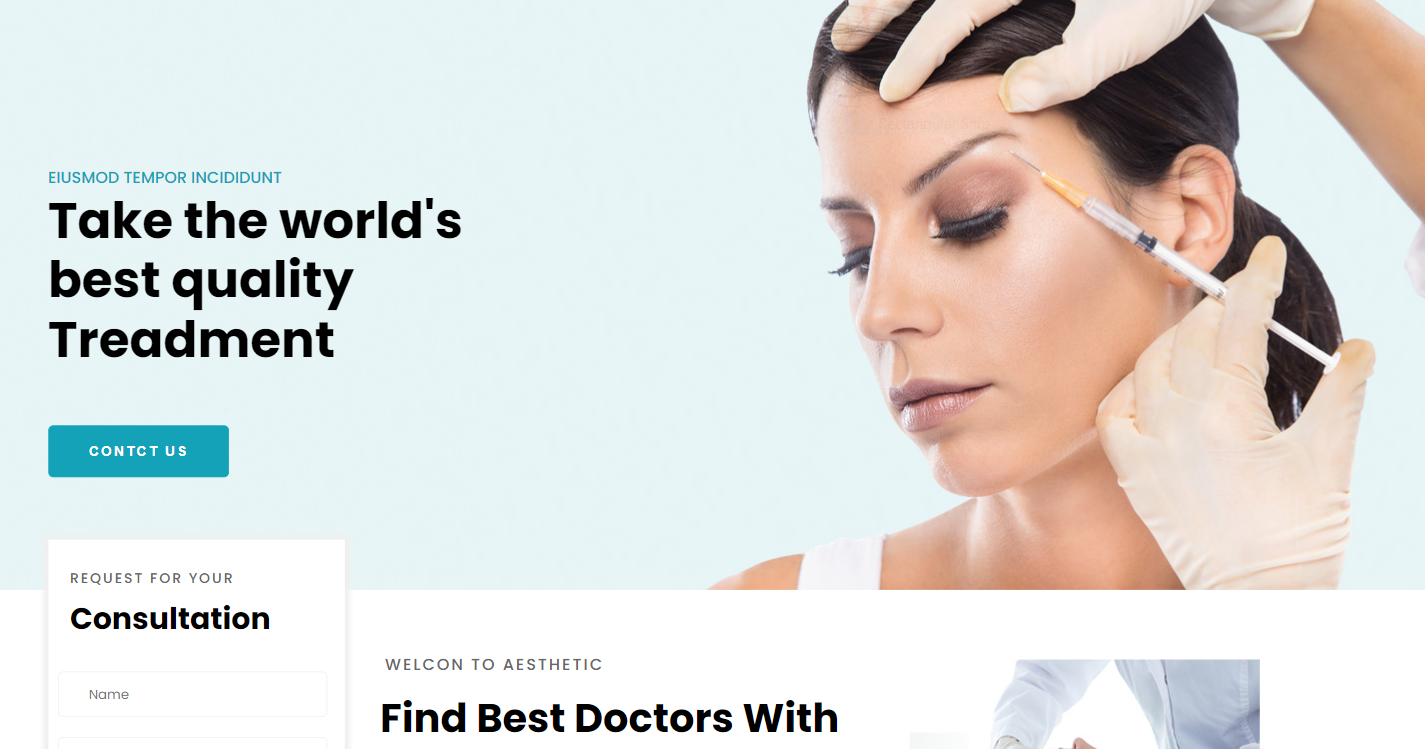 EIUSMOD TEMPOR INCIDIDUNT
Take the world's
best quality
Treadment
CONTCT US
REQUEST FOR YOUR
Consultation
Name
WELCON TO AESTHETIC
Find Best Doctors With